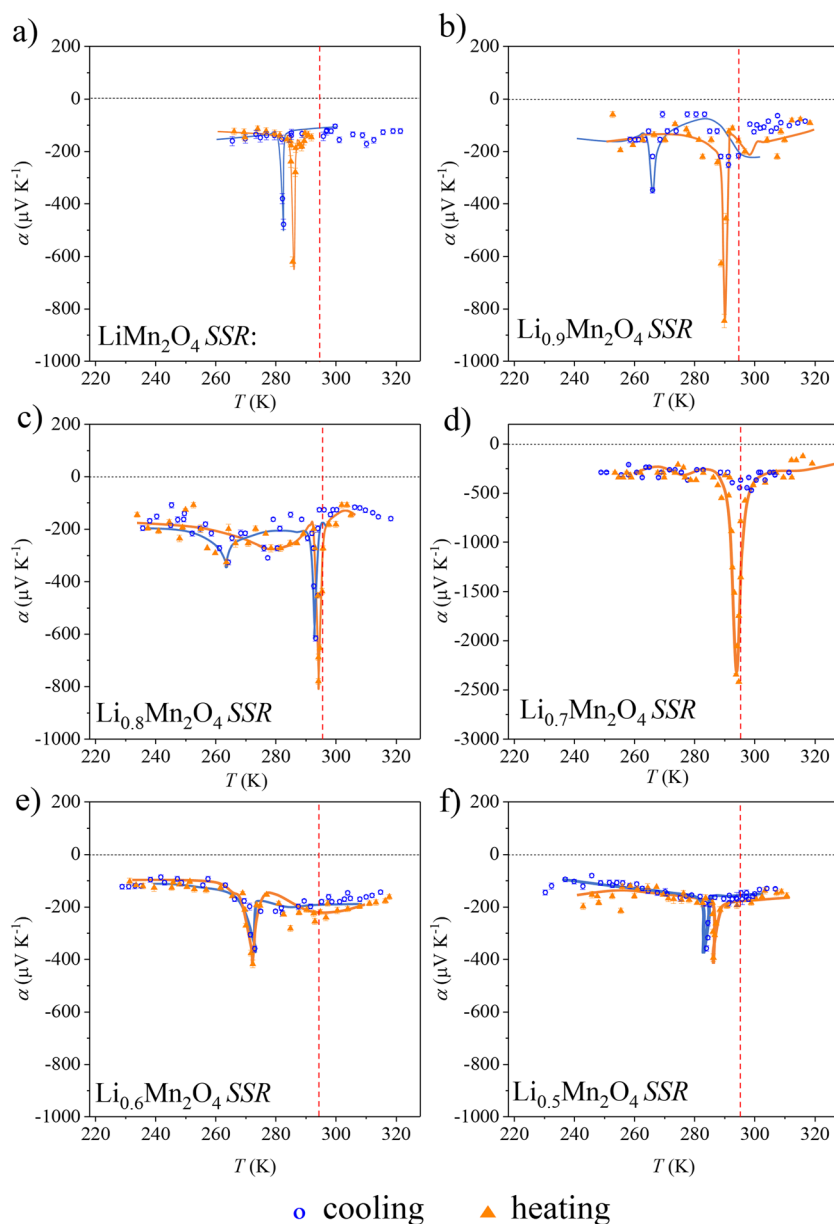 a)
200
0
-200
-400
-600
-800
-1000
α (μV K⁻¹)
LiMn₂O₄ SSR:
220 240 260 280 300 320
T (K)
b)
200
0
-200
-400
-600
-800
-1000
α (μV K⁻¹)
Li₀.₉Mn₂O₄ SSR
220 240 260 280 300 320
T (K)
c)
200
0
-200
-400
-600
-800
-1000
α (μV K⁻¹)
Li₀.₈Mn₂O₄ SSR
220 240 260 280 300 320
T (K)
d)
0
-500
-1000
-1500
-2000
-2500
-3000
α (μV K⁻¹)
Li₀.₇Mn₂O₄ SSR
220 240 260 280 300 320
T (K)
e)
200
0
-200
-400
-600
-800
-1000
α (μV K⁻¹)
Li₀.₆Mn₂O₄ SSR
220 240 260 280 300 320
T (K)
f)
200
0
-200
-400
-600
-800
-1000
α (μV K⁻¹)
Li₀.₅Mn₂O₄ SSR
220 240 260 280 300 320
T (K)
cooling heating